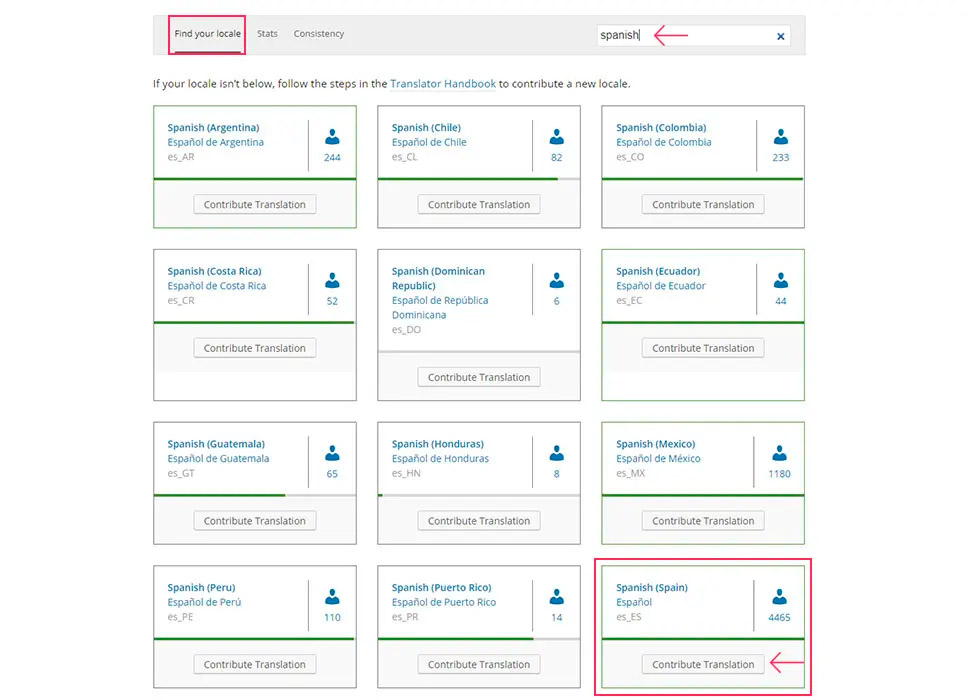 Find your locale Stats Consistency spanish
If your locale isn't below, follow the steps in the Translator Handbook to contribute a new locale.
Spanish (Argentina)
Español de Argentina
es_AR
244
Contribute Translation
Spanish (Chile)
Español de Chile
es_CL
82
Contribute Translation
Spanish (Colombia)
Español de Colombia
es_CO
233
Contribute Translation
Spanish (Costa Rica)
Español de Costa Rica
es_CR
52
Contribute Translation
Spanish (Dominican
Republic)
Español de República
Dominicana
es_DO
6
Contribute Translation
Spanish (Ecuador)
Español de Ecuador
es_EC
44
Contribute Translation
Spanish (Guatemala)
Español de Guatemala
es_GT
65
Contribute Translation
Spanish (Honduras)
Español de Honduras
es_HN
8
Contribute Translation
Spanish (Mexico)
Español de México
es_MX
1180
Contribute Translation
Spanish (Peru)
Español de Perú
es_PE
110
Contribute Translation
Spanish (Puerto Rico)
Español de Puerto Rico
es_PR
14
Contribute Translation
Spanish (Spain)
Español
es_ES
4465
Contribute Translation